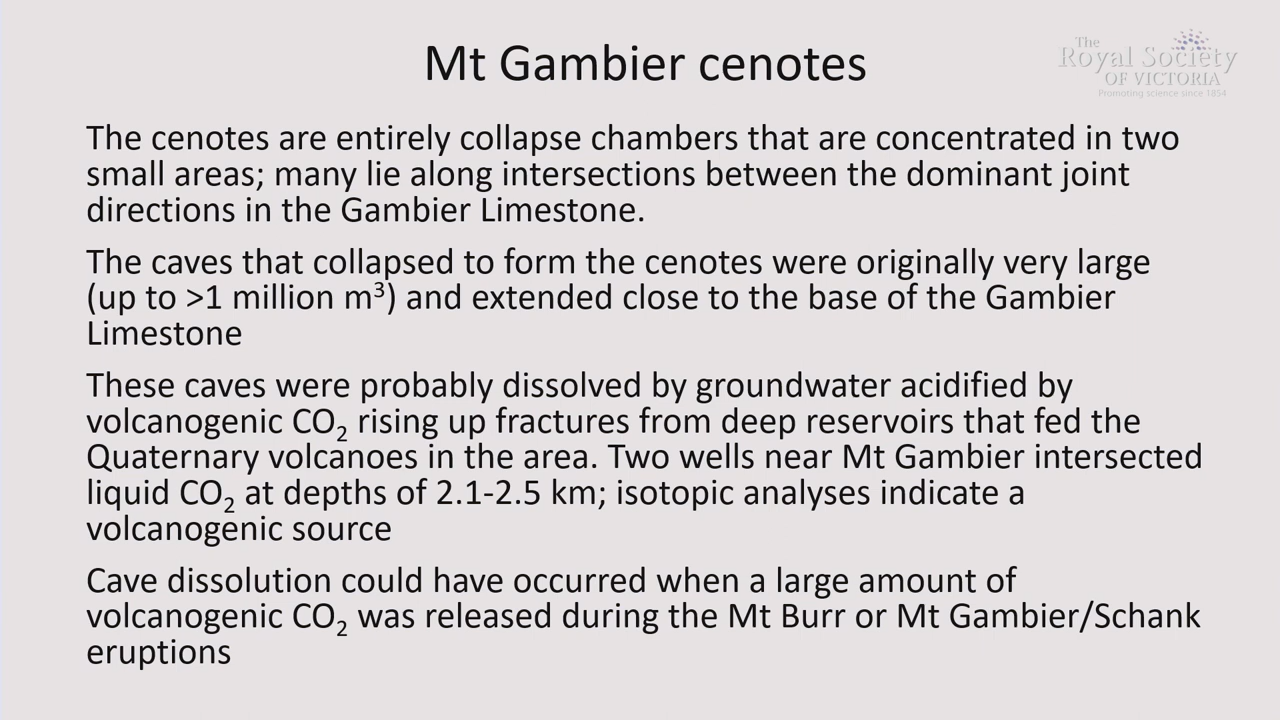 Mt Gambier cenotes
The
Royal Society
OF VICTORIA
Promoting science since 1854
The cenotes are entirely collapse chambers that are concentrated in two
small areas; many lie along intersections between the dominant joint
directions in the Gambier Limestone.
The caves that collapsed to form the cenotes were originally very large
(up to >1 million m³) and extended close to the base of the Gambier
Limestone
These caves were probably dissolved by groundwater acidified by
volcanogenic CO₂ rising up fractures from deep reservoirs that fed the
Quaternary volcanoes in the area. Two wells near Mt Gambier intersected
liquid CO₂ at depths of 2.1-2.5 km; isotopic analyses indicate a
volcanogenic source
Cave dissolution could have occurred when a large amount of
volcanogenic CO₂ was released during the Mt Burr or Mt Gambier/Schank
eruptions